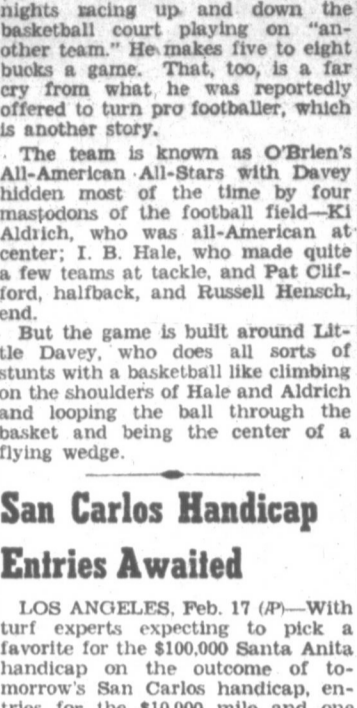 nights racing up and down the
basketball court playing on "an-
other team." He makes five to eight
bucks a game. That, too, is a far
cry from what he was reportedly
offered to turn pro footballer, which
is another story.
The team is known as O'Brien's
All-American All-Stars with Davey
hidden most of the time by four
mastodons of the football field—Ki
Aldrich, who was all-American at
center; I. B. Hale, who made quite
a few teams at tackle, and Pat Clif-
ford, halfback, and Russell Hensch,
end.
But the game is built around Lit-
tle Davey, who does all sorts of
stunts with a basketball like climbing
on the shoulders of Hale and Aldrich
and looping the ball through the
basket and being the center of a
flying wedge.
San Carlos Handicap
Entries Awaited
LOS ANGELES, Feb. 17 (AP)—With
turf experts expecting to pick a
favorite for the $100,000 Santa Anita
handicap on the outcome of to-
morrow's San Carlos handicap, en-
tries for the $10,000 mile and one